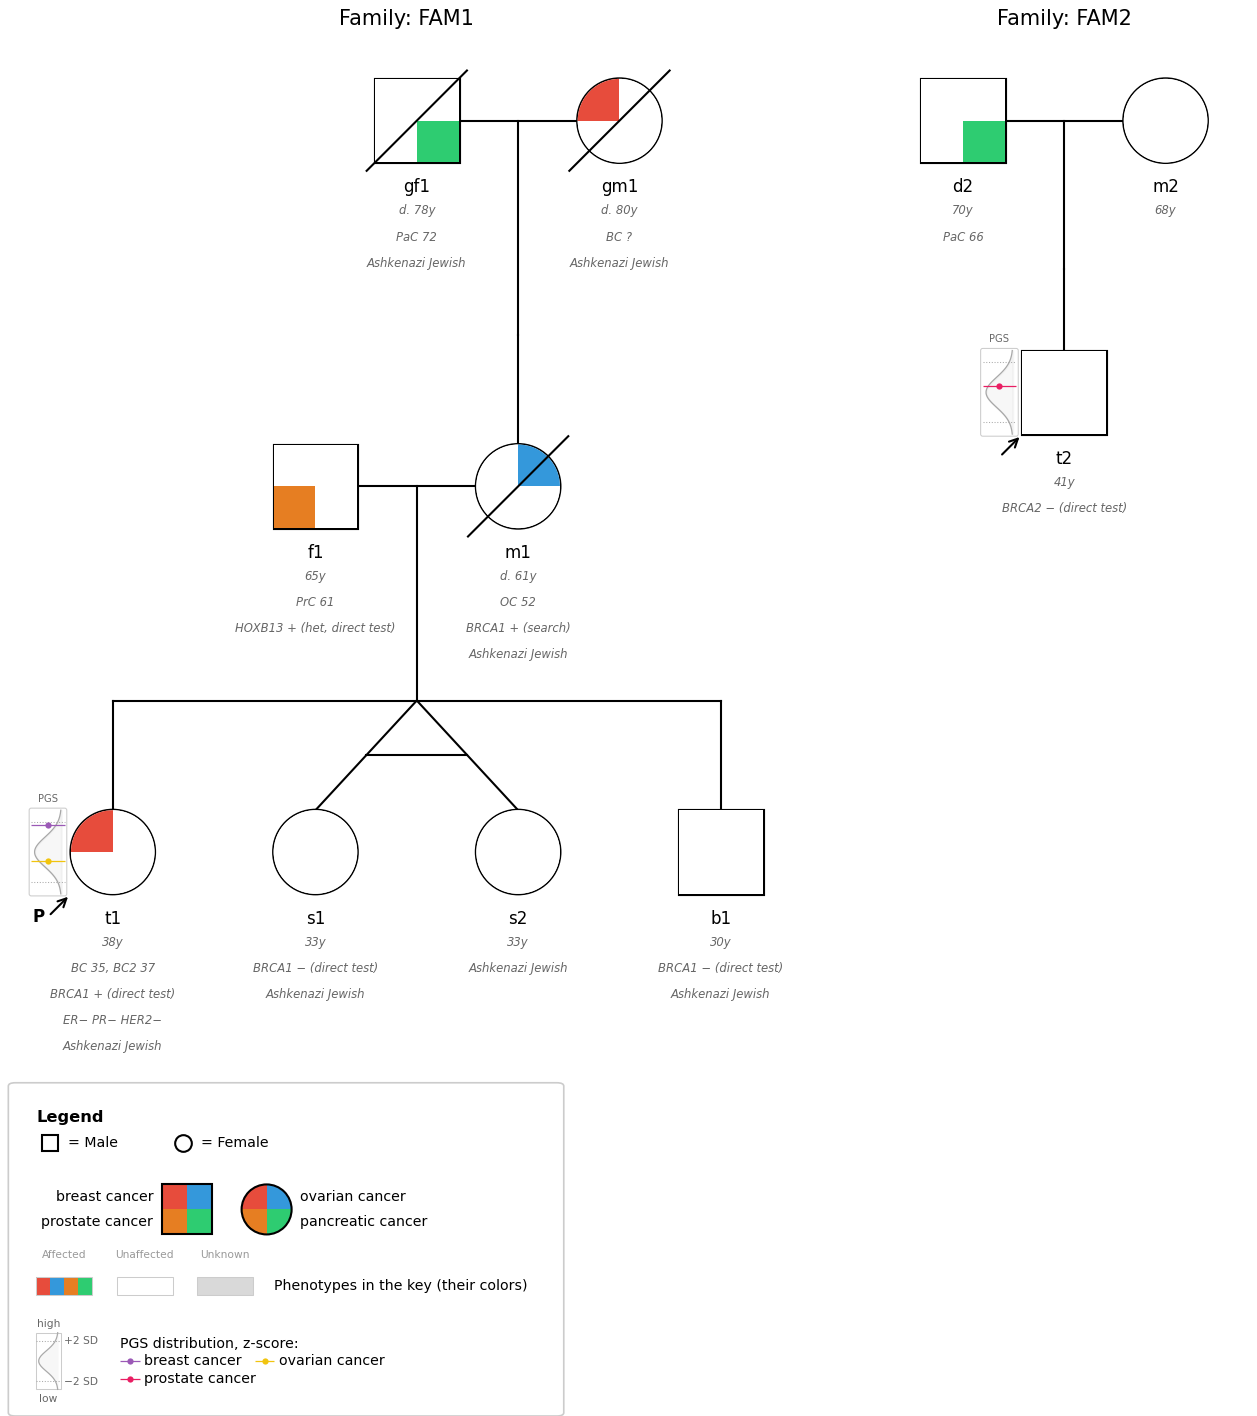 Family: FAM1
Family: FAM2
gf1
d. 78y
PaC 72
Ashkenazi Jewish
gm1
d. 80y
BC ?
Ashkenazi Jewish
d2
70y
PaC 66
m2
68y
PGS
t2
41y
BRCA2 − (direct test)
f1
65y
PrC 61
HOXB13 + (het, direct test)
m1
d. 61y
OC 52
BRCA1 + (search)
Ashkenazi Jewish
PGS
P
t1
38y
BC 35, BC2 37
BRCA1 + (direct test)
ER− PR− HER2−
Ashkenazi Jewish
s1
33y
BRCA1 − (direct test)
Ashkenazi Jewish
s2
33y
Ashkenazi Jewish
b1
30y
BRCA1 − (direct test)
Ashkenazi Jewish
Legend
= Male = Female
breast cancer ovarian cancer
prostate cancer pancreatic cancer
Affected Unaffected Unknown
Phenotypes in the key (their colors)
high
+2 SD
−2 SD
low
PGS distribution, z-score:
breast cancer ovarian cancer
prostate cancer